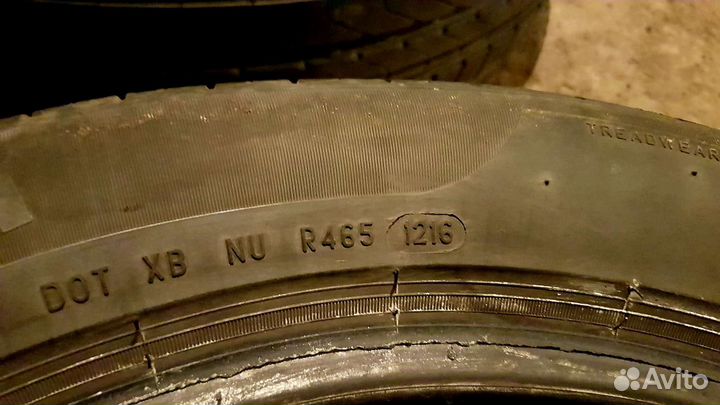 TREADWEAR
DOT XB NU R465 1216
Avito